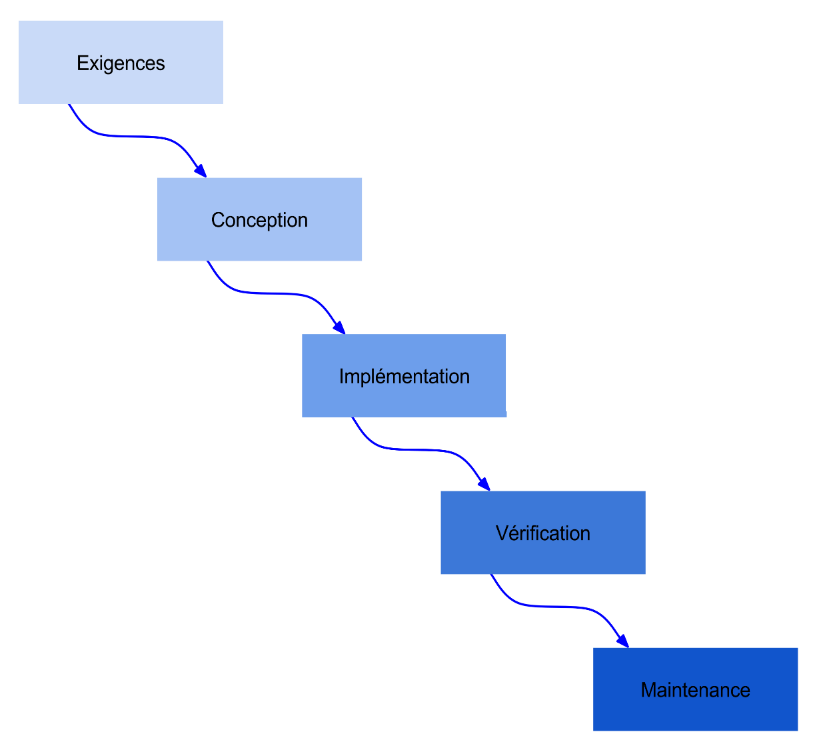 Exigences
Conception
Implémentation
Vérification
Maintenance